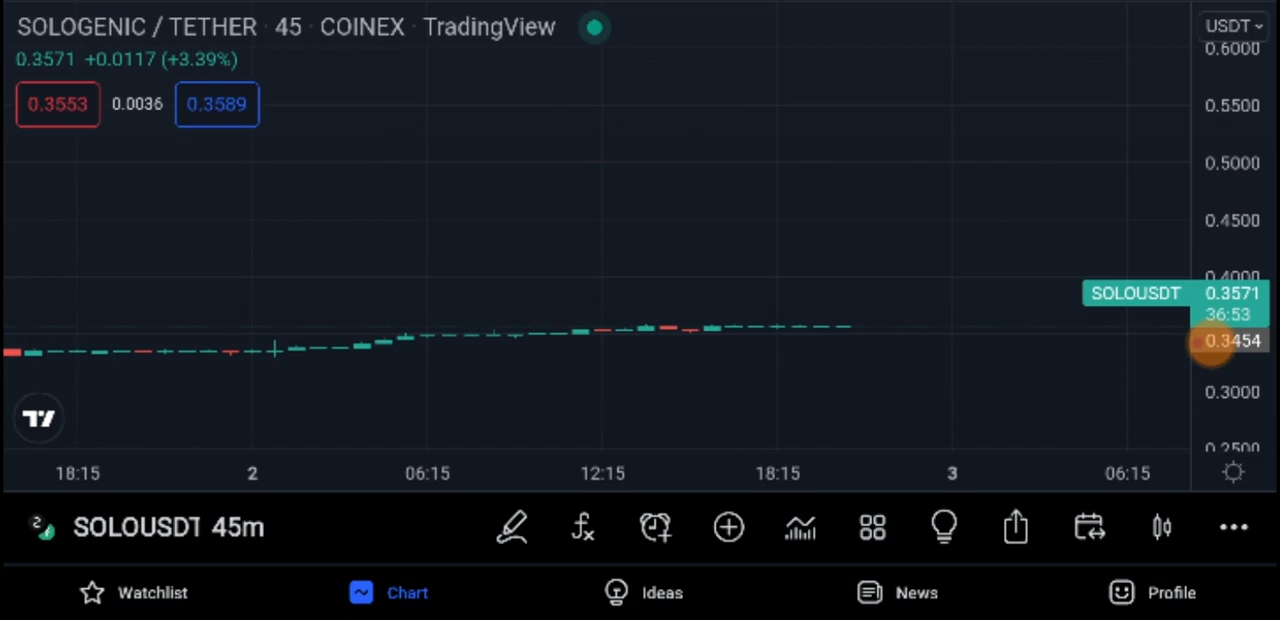 SOLOGENIC / TETHER · 45 · COINEX · TradingView
USDT
0.3571 +0.0117 (+3.39%)
0.3553 0.0036 0.3589
0.6000
0.5500
0.5000
0.4500
0.4000
SOLOUSDT 0.3571
36:53
0.3454
0.3000
0.2500
18:15 2 06:15 12:15 18:15 3 06:15
SOLOUSDT 45m
Watchlist Chart Ideas News Profile